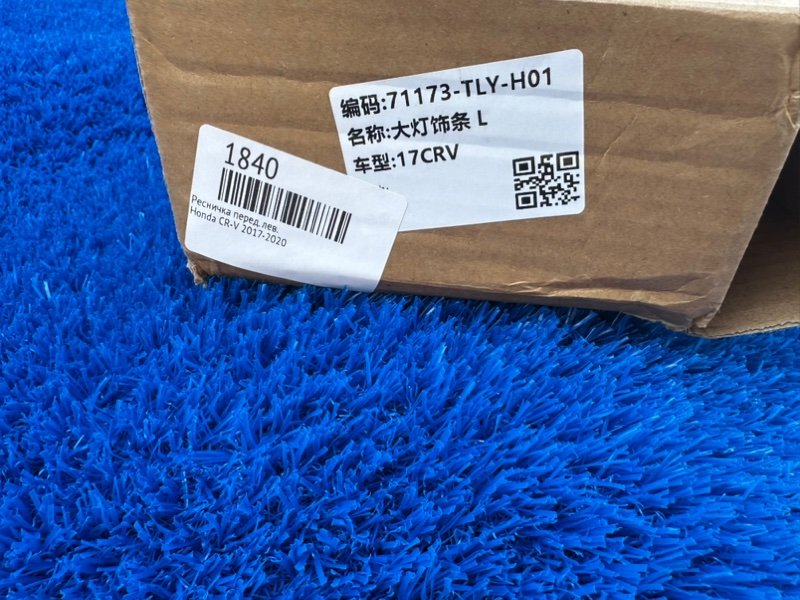 编码:71173-TLY-H01
名称:大灯饰条 L
车型:17CRV
1840
Ресничка перед.лев.
Honda CR-V 2017-2020